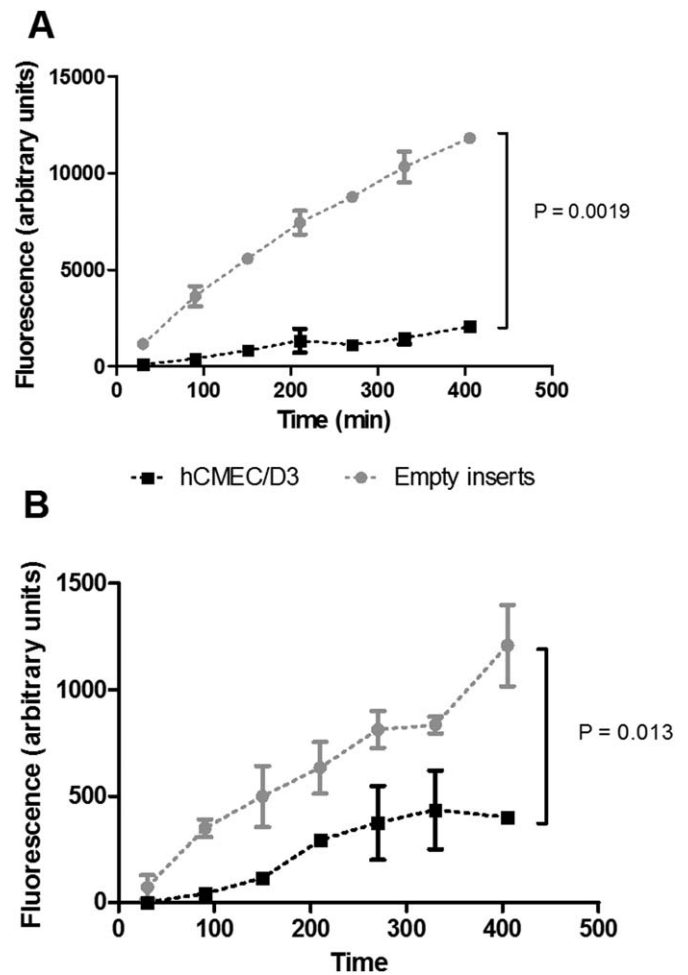 A
Fluorescence (arbitrary units)
15000
10000
5000
0
0 100 200 300 400 500
Time (min)
P = 0.0019
hCMEC/D3 Empty inserts
B
Fluorescence (arbitrary units)
1500
1000
500
0
0 100 200 300 400 500
Time
P = 0.013